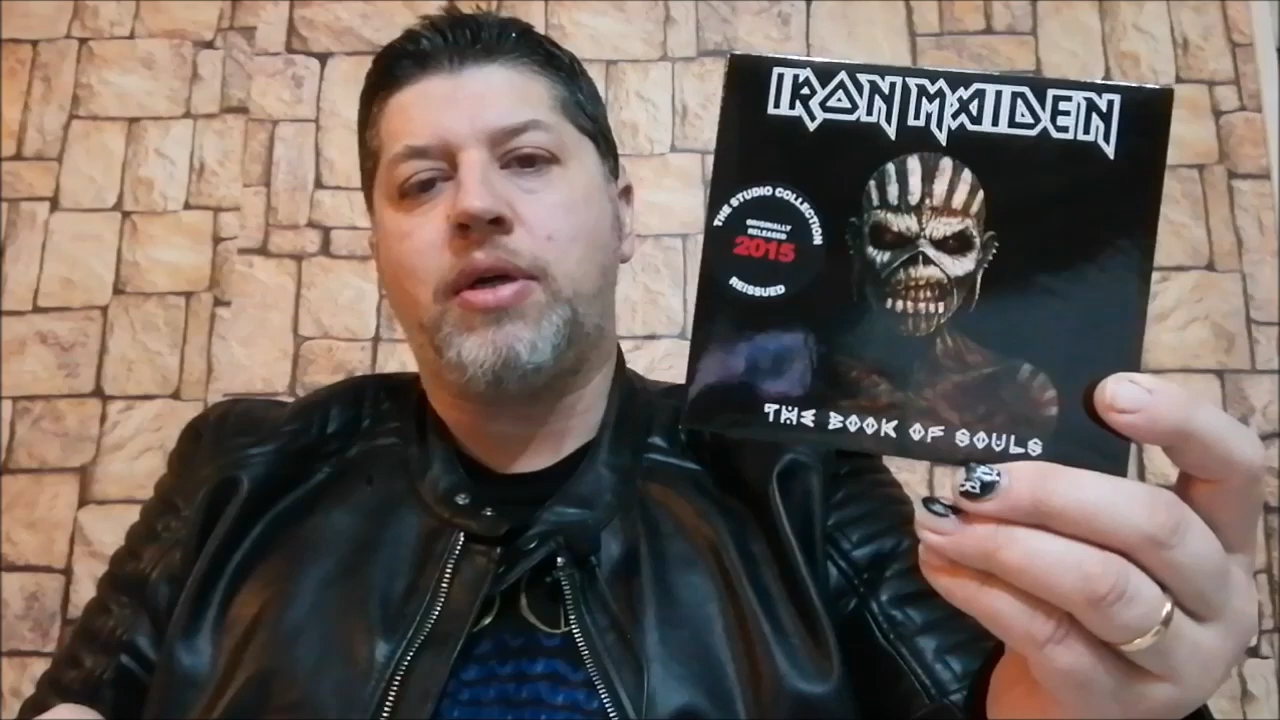 IRON MAIDEN
THE STUDIO COLLECTION
ORIGINALLY
RELEASED
2015
REISSUED
THE BOOK OF SOULS